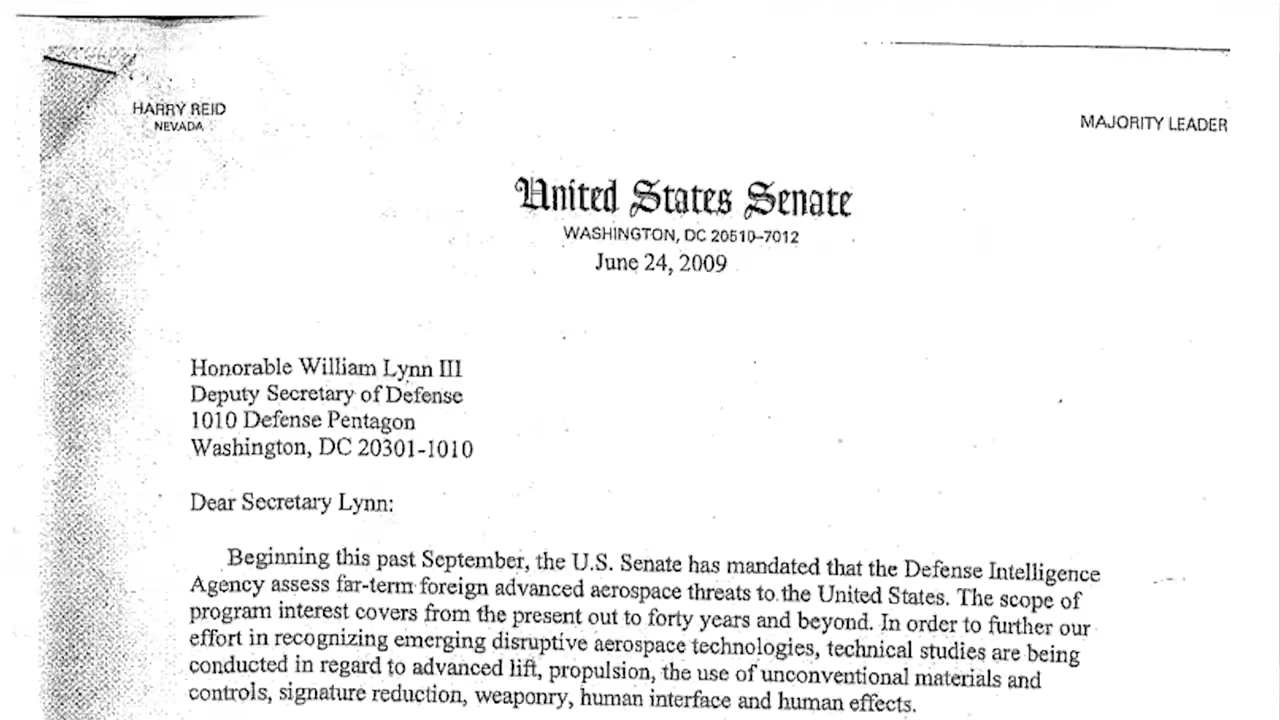 HARRY REID
NEVADA
MAJORITY LEADER
United States Senate
WASHINGTON, DC 20510–7012
June 24, 2009
Honorable William Lynn III
Deputy Secretary of Defense
1010 Defense Pentagon
Washington, DC 20301-1010
Dear Secretary Lynn:
Beginning this past September, the U.S. Senate has mandated that the Defense Intelligence
Agency assess far-term foreign advanced aerospace threats to the United States. The scope of
program interest covers from the present out to forty years and beyond. In order to further our
effort in recognizing emerging disruptive aerospace technologies, technical studies are being
conducted in regard to advanced lift, propulsion, the use of unconventional materials and
controls, signature reduction, weaponry, human interface and human effects.